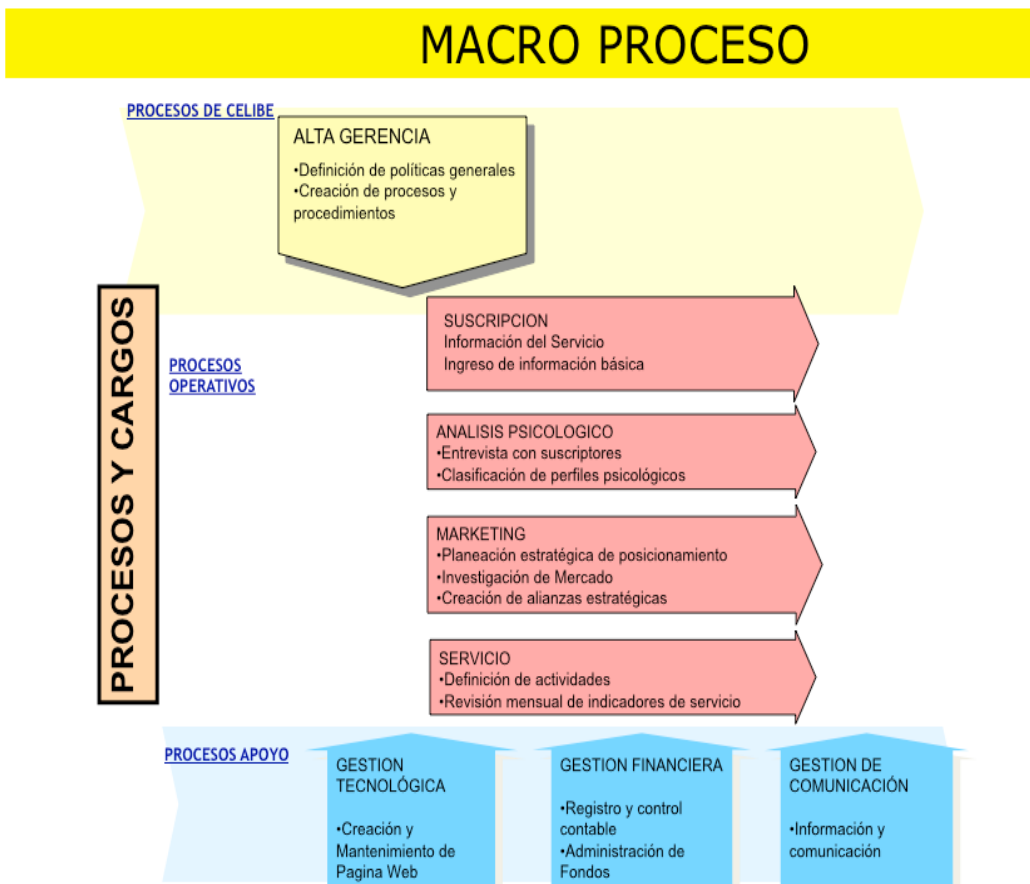 MACRO PROCESO
PROCESOS DE CELIBE
ALTA GERENCIA
•Definición de políticas generales
•Creación de procesos y
procedimientos
PROCESOS Y CARGOS
PROCESOS
OPERATIVOS
SUSCRIPCION
Información del Servicio
Ingreso de información básica
ANALISIS PSICOLOGICO
•Entrevista con suscriptores
•Clasificación de perfiles psicológicos
MARKETING
•Planeación estratégica de posicionamiento
•Investigación de Mercado
•Creación de alianzas estratégicas
SERVICIO
•Definición de actividades
•Revisión mensual de indicadores de servicio
PROCESOS APOYO
GESTION
TECNOLÓGICA
•Creación y
Mantenimiento de
Pagina Web
GESTION FINANCIERA
•Registro y control
contable
•Administración de
Fondos
GESTION DE
COMUNICACIÓN
•Información y
comunicación